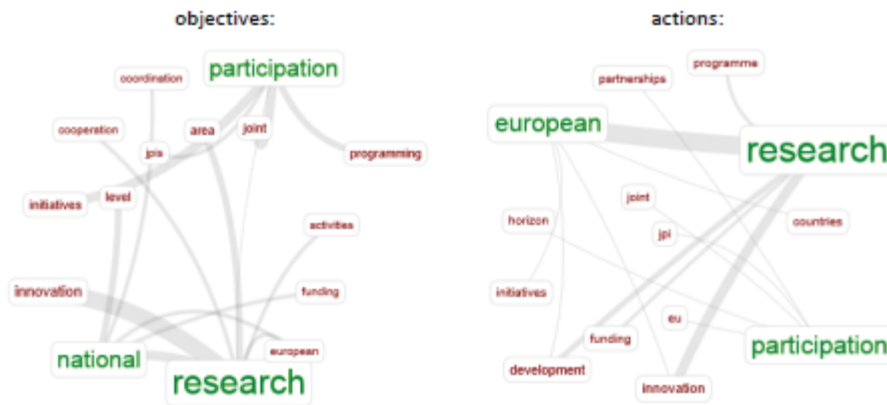 objectives:
actions:
participation
coordination
cooperation
area
joint
jpis
programming
initiatives
level
activities
innovation
funding
national
european
research
programme
partnerships
european
research
joint
horizon
countries
jpi
initiatives
eu
funding
participation
development
innovation